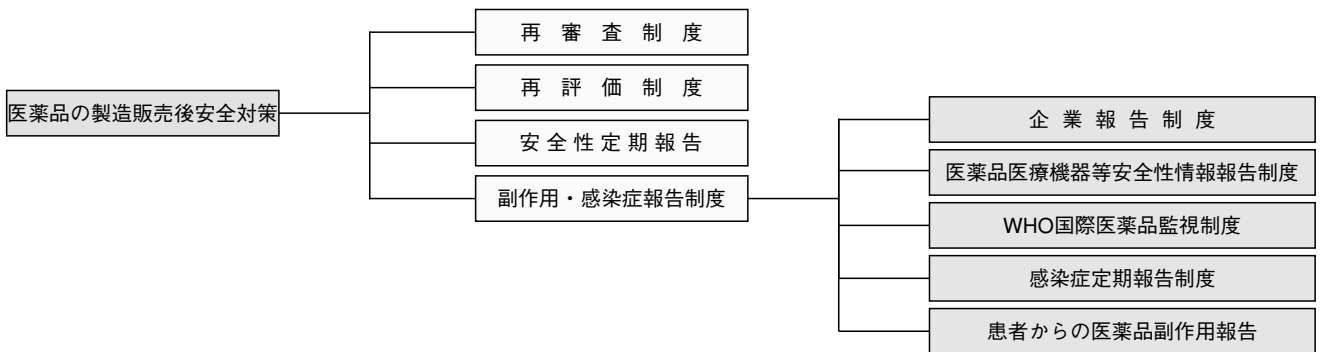 医薬品の製造販売後安全対策
再審査制度
再評価制度
安全性定期報告
副作用・感染症報告制度
企業報告制度
医薬品医療機器等安全性情報報告制度
WHO国際医薬品監視制度
感染症定期報告制度
患者からの医薬品副作用報告